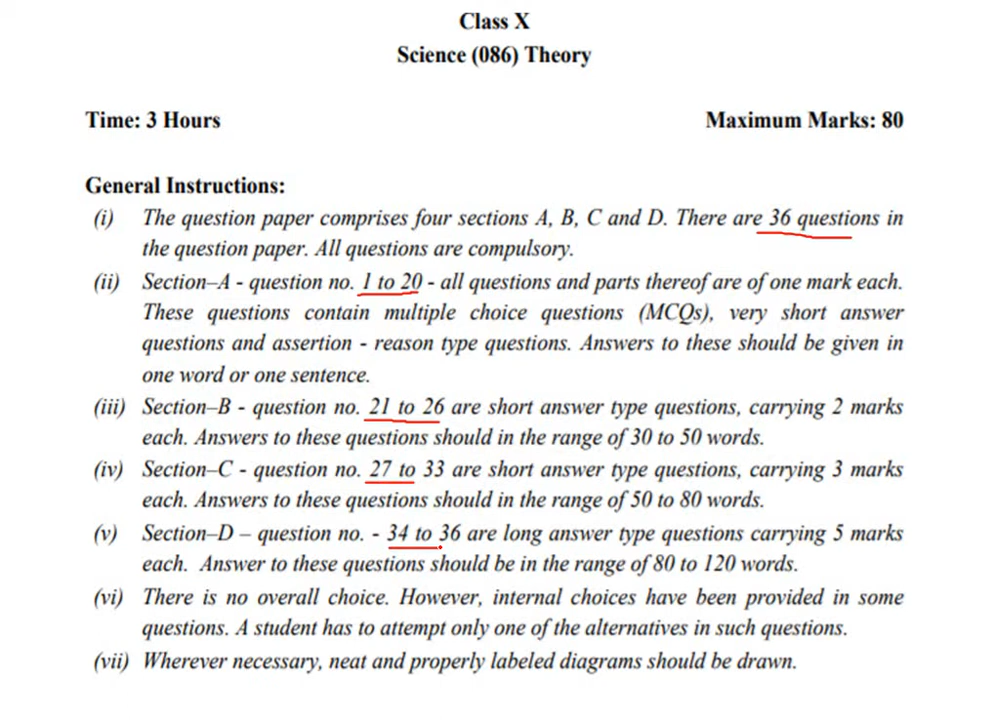 Class X
Science (086) Theory
Time: 3 Hours Maximum Marks: 80
General Instructions:
(i) The question paper comprises four sections A, B, C and D. There are 36 questions in
the question paper. All questions are compulsory.
(ii) Section–A - question no. 1 to 20 - all questions and parts thereof are of one mark each.
These questions contain multiple choice questions (MCQs), very short answer
questions and assertion - reason type questions. Answers to these should be given in
one word or one sentence.
(iii) Section–B - question no. 21 to 26 are short answer type questions, carrying 2 marks
each. Answers to these questions should in the range of 30 to 50 words.
(iv) Section–C - question no. 27 to 33 are short answer type questions, carrying 3 marks
each. Answers to these questions should in the range of 50 to 80 words.
(v) Section–D – question no. - 34 to 36 are long answer type questions carrying 5 marks
each. Answer to these questions should be in the range of 80 to 120 words.
(vi) There is no overall choice. However, internal choices have been provided in some
questions. A student has to attempt only one of the alternatives in such questions.
(vii) Wherever necessary, neat and properly labeled diagrams should be drawn.